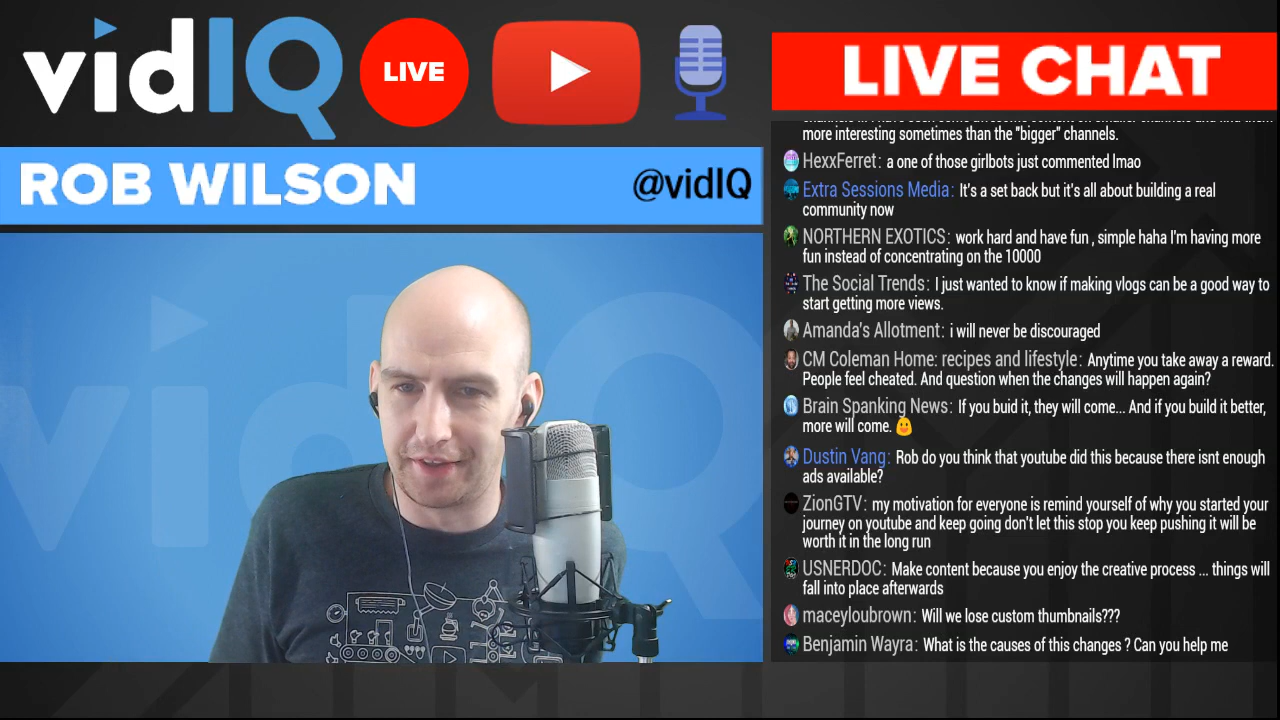 vidIQ
LIVE
LIVE CHAT
ROB WILSON
@vidIQ
more interesting sometimes than the "bigger" channels.
HexxFerret: a one of those girlbots just commented lmao
Extra Sessions Media: It's a set back but it's all about building a real
community now
NORTHERN EXOTICS: work hard and have fun , simple haha I'm having more
fun instead of concentrating on the 10000
The Social Trends: I just wanted to know if making vlogs can be a good way to
start getting more views.
Amanda's Allotment: i will never be discouraged
CM Coleman Home: recipes and lifestyle: Anytime you take away a reward.
People feel cheated. And question when the changes will happen again?
Brain Spanking News: If you buid it, they will come... And if you build it better,
more will come.
Dustin Vang: Rob do you think that youtube did this because there isnt enough
ads available?
ZionGTV: my motivation for everyone is remind yourself of why you started your
journey on youtube and keep going don't let this stop you keep pushing it will be
worth it in the long run
USNERDOC: Make content because you enjoy the creative process ... things will
fall into place afterwards
maceyloubrown: Will we lose custom thumbnails???
Benjamin Wayra: What is the causes of this changes ? Can you help me